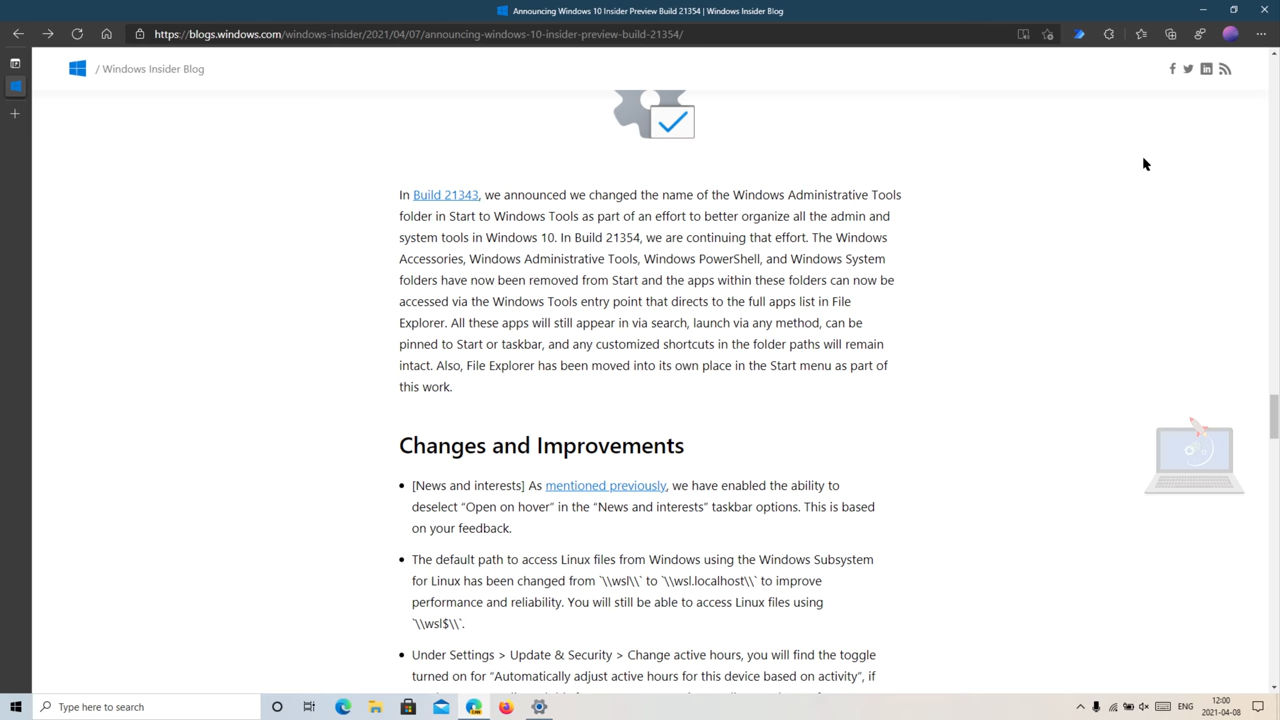 Announcing Windows 10 Insider Preview Build 21354 | Windows Insider Blog
https://blogs.windows.com/windows-insider/2021/04/07/announcing-windows-10-insider-preview-build-21354/
/ Windows Insider Blog
In Build 21343, we announced we changed the name of the Windows Administrative Tools
folder in Start to Windows Tools as part of an effort to better organize all the admin and
system tools in Windows 10. In Build 21354, we are continuing that effort. The Windows
Accessories, Windows Administrative Tools, Windows PowerShell, and Windows System
folders have now been removed from Start and the apps within these folders can now be
accessed via the Windows Tools entry point that directs to the full apps list in File
Explorer. All these apps will still appear in via search, launch via any method, can be
pinned to Start or taskbar, and any customized shortcuts in the folder paths will remain
intact. Also, File Explorer has been moved into its own place in the Start menu as part of
this work.
Changes and Improvements
• [News and interests] As mentioned previously, we have enabled the ability to
deselect “Open on hover” in the “News and interests” taskbar options. This is based
on your feedback.
• The default path to access Linux files from Windows using the Windows Subsystem
for Linux has been changed from `\\wsl\\` to `\\wsl.localhost\\` to improve
performance and reliability. You will still be able to access Linux files using
`\\wsl$\\`.
• Under Settings > Update & Security > Change active hours, you will find the toggle
turned on for “Automatically adjust active hours for this device based on activity”, if
Type here to search
ENG
12:00
2021-04-08